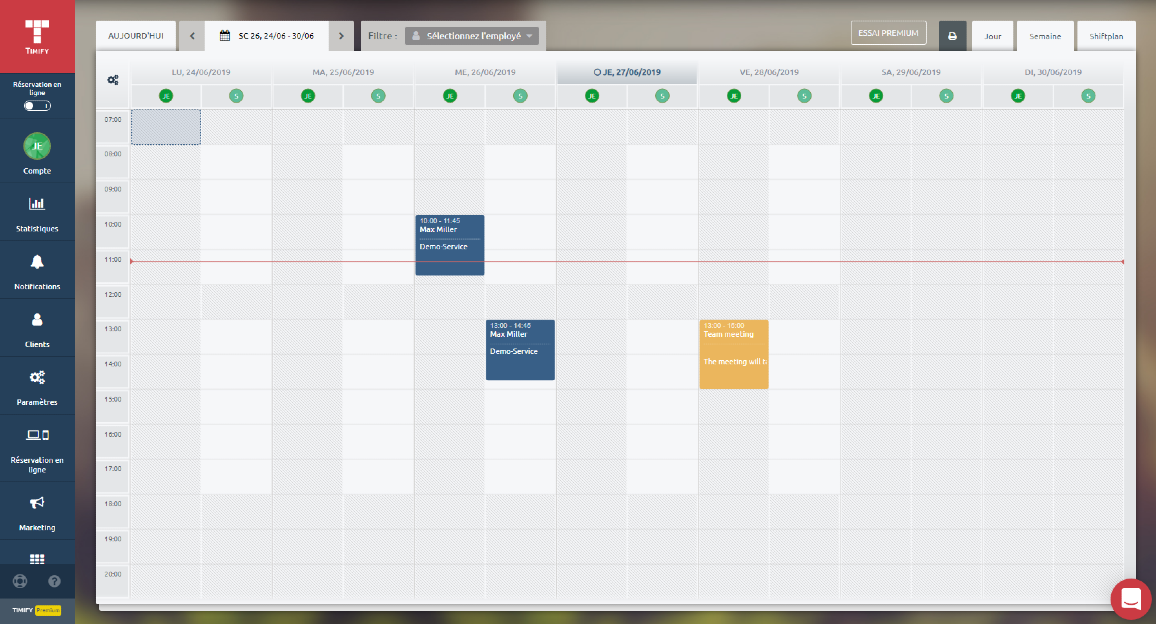 TIMIFY
Réservation en
ligne
JE
Compte
Statistiques
Notifications
Clients
Paramètres
Réservation en
ligne
Marketing
?
TIMIFY Premium
AUJOURD'HUI
SC 26, 24/06 - 30/06
Filtre :
Sélectionnez l'employé
ESSAI PREMIUM
Jour
Semaine
Shiftplan
LU, 24/06/2019
MA, 25/06/2019
ME, 26/06/2019
JE, 27/06/2019
VE, 28/06/2019
SA, 29/06/2019
DI, 30/06/2019
JE S JE S JE S JE S JE S JE S JE S
07:00
08:00
09:00
10:00
11:00
12:00
13:00
14:00
15:00
16:00
17:00
18:00
19:00
20:00
10:00 - 11:45
Max Miller
Demo-Service
13:00 - 14:45
Max Miller
Demo-Service
13:00 - 15:00
Team meeting
The meeting will t